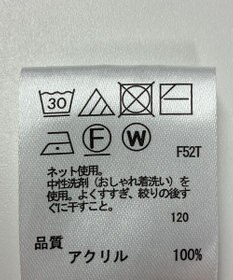 30
F W F52T
ネット使用。
中性洗剤(おしゃれ着洗い)を
使用。よくすすぎ、絞りの後す
ぐに干すこと。
120
品質
アクリル 100%